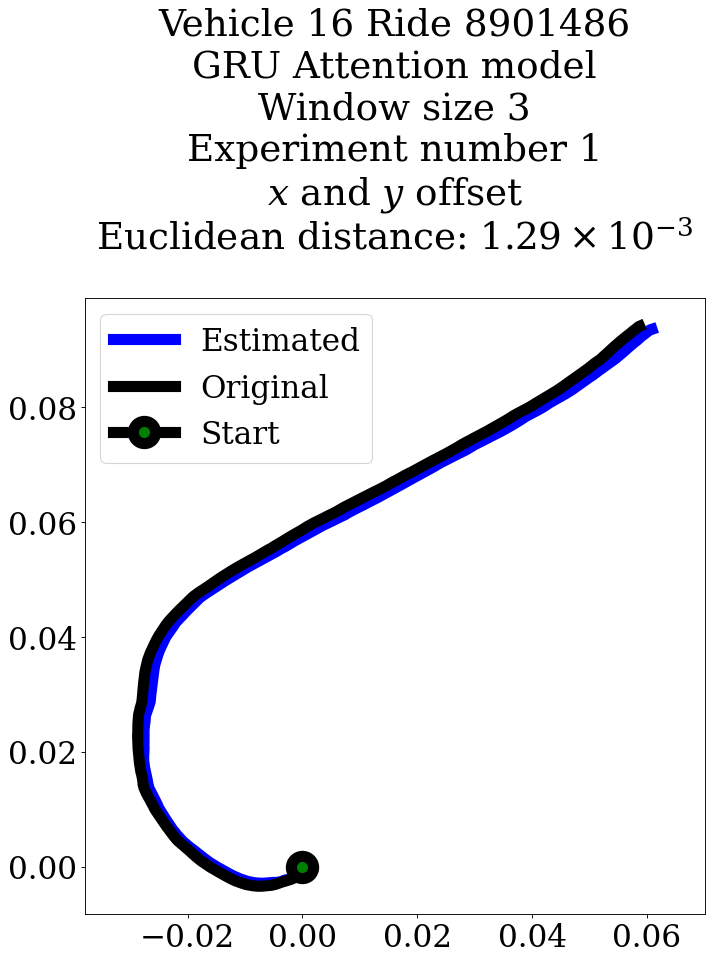 Vehicle 16 Ride 8901486
GRU Attention model
Window size 3
Experiment number 1
x and y offset
Euclidean distance: 1.29 × 10⁻³
Estimated
Original
Start
0.08
0.06
0.04
0.02
0.00
−0.02 0.00 0.02 0.04 0.06